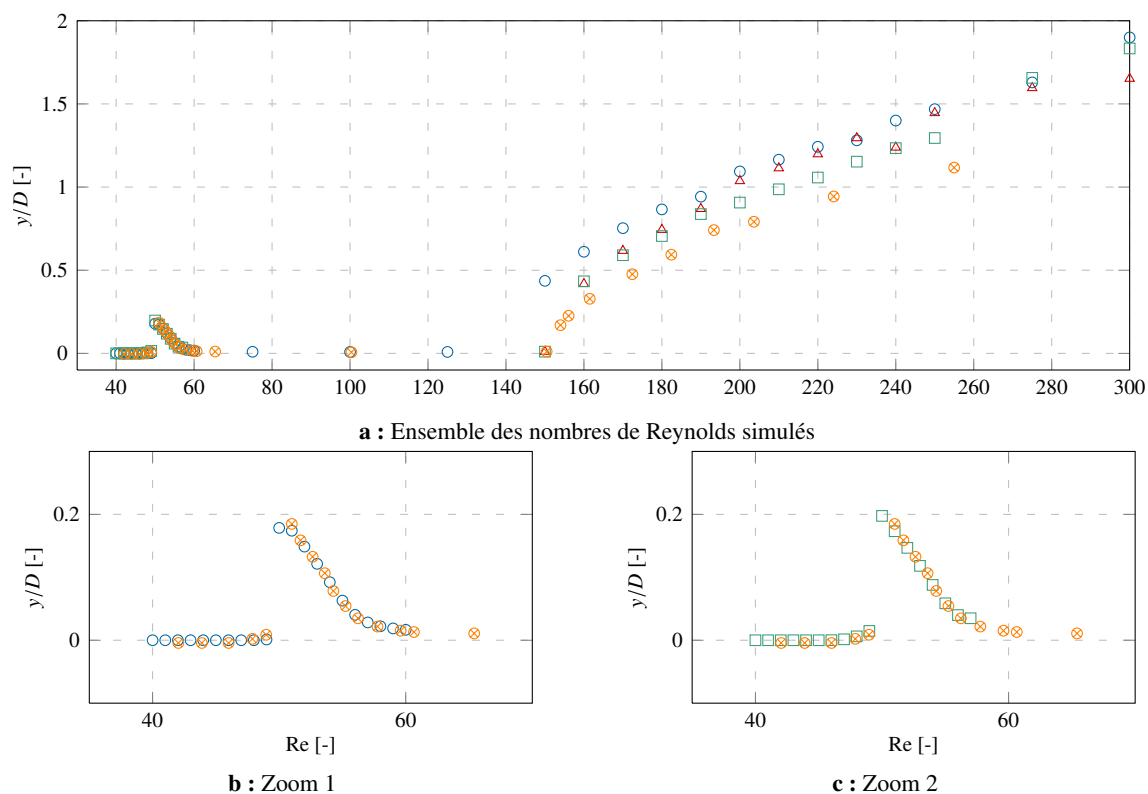 2
1.5
1
0.5
0
y/D [-]
40 60 80 100 120 140 160 180 200 220 240 260 275 300
a : Ensemble des nombres de Reynolds simulés
0.2
0
y/D [-]
40 60
Re [-]
b : Zoom 1
0.2
0
y/D [-]
40 60
Re [-]
c : Zoom 2